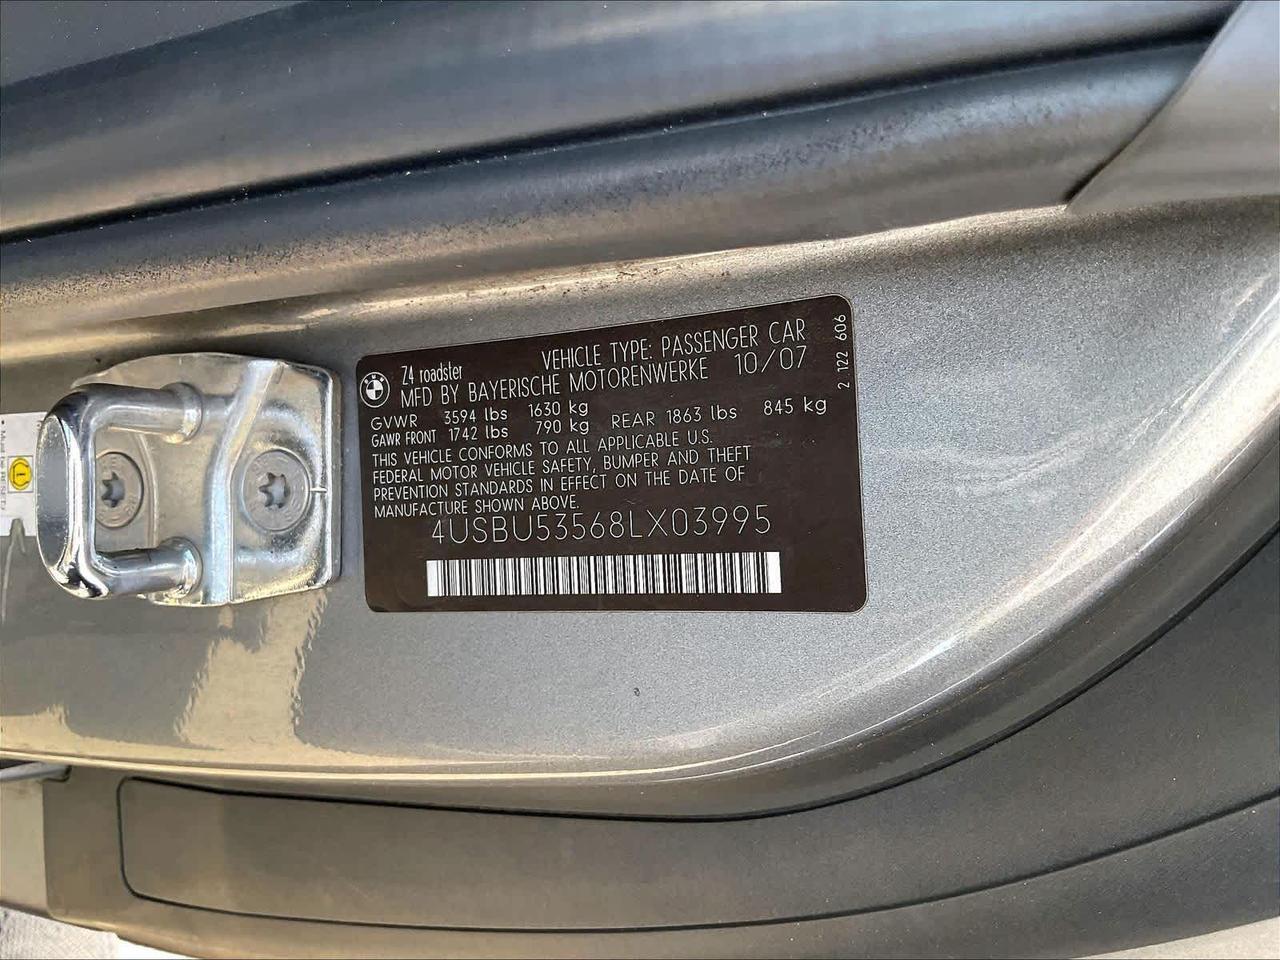 Z4 roadster VEHICLE TYPE: PASSENGER CAR
MFD BY BAYERISCHE MOTORENWERKE 10/07
GVWR 3594 lbs 1630 kg
GAWR FRONT 1742 lbs 790 kg REAR 1863 lbs 845 kg
THIS VEHICLE CONFORMS TO ALL APPLICABLE U.S.
FEDERAL MOTOR VEHICLE SAFETY, BUMPER AND THEFT
PREVENTION STANDARDS IN EFFECT ON THE DATE OF
MANUFACTURE SHOWN ABOVE.
4USBU53568LX03995
2 122 606